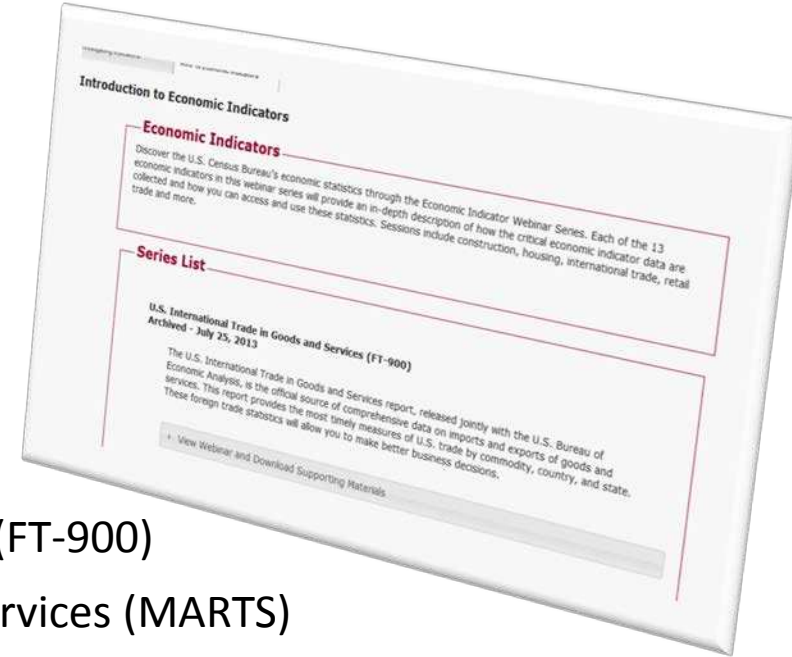 Introduction to Economic Indicators
Economic Indicators
Discover the U.S. Census Bureau's economic statistics through the Economic Indicator Webinar Series. Each of the 13
economic indicators in this webinar series will provide an in-depth description of how the critical economic indicator data are
collected and how you can access and use these statistics. Sessions include construction, housing, international trade, retail
trade and more.
Series List
U.S. International Trade in Goods and Services (FT-900)
Archived - July 25, 2013
The U.S. International Trade in Goods and Services report, released jointly with the U.S. Bureau of
Economic Analysis, is the official source of comprehensive data on imports and exports of goods and
services. This report provides the most timely measures of U.S. trade by commodity, country, and state.
These foreign trade statistics will allow you to make better business decisions.
View Webinar and Download Supporting Materials
(FT-900)
ervices (MARTS)